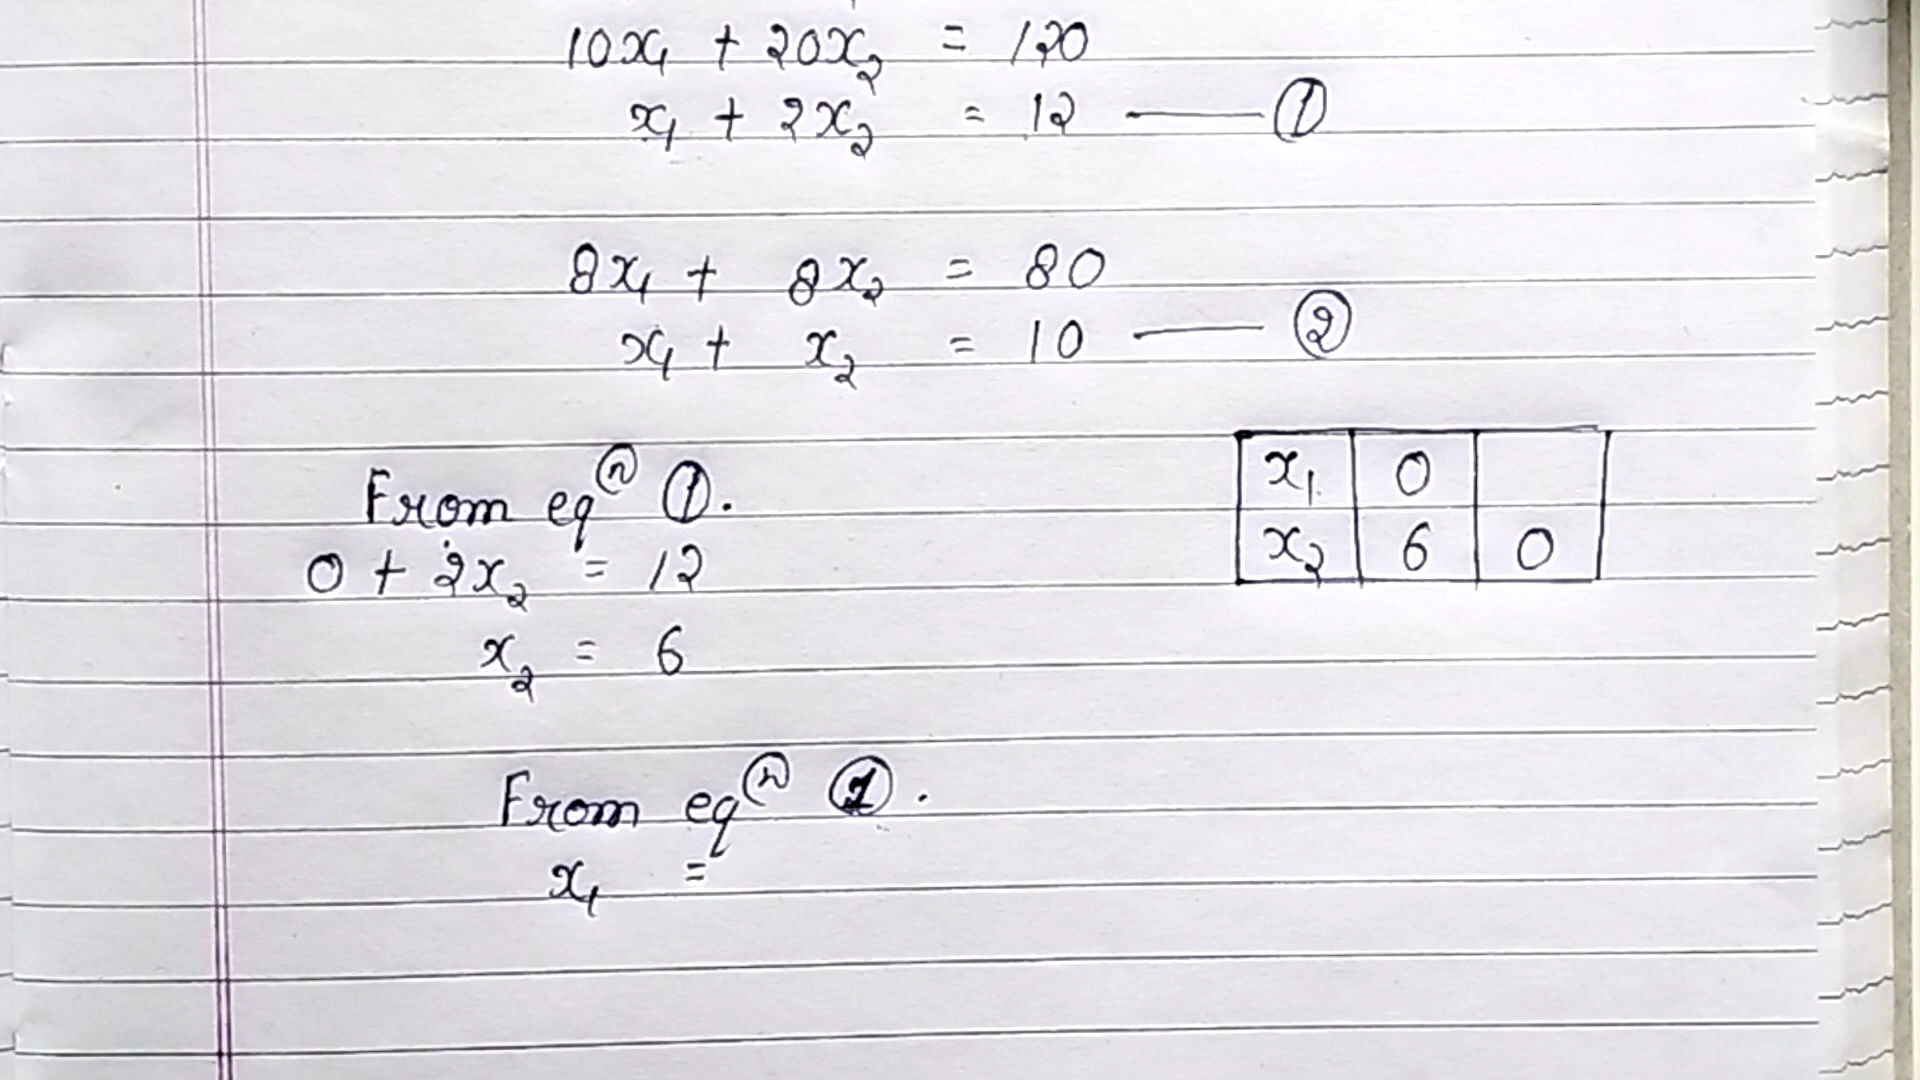 10x₁ + 20x₂ = 120
x₁ + 2x₂ = 12 —— ①
8x₁ + 8x₂ = 80
x₁ + x₂ = 10 —— ②
From eqⓝ ①.
x₁ 0
0 + 2x₂ = 12
x₂ 6 0
x₂ = 6
From eqⓝ ①.
x₁ =